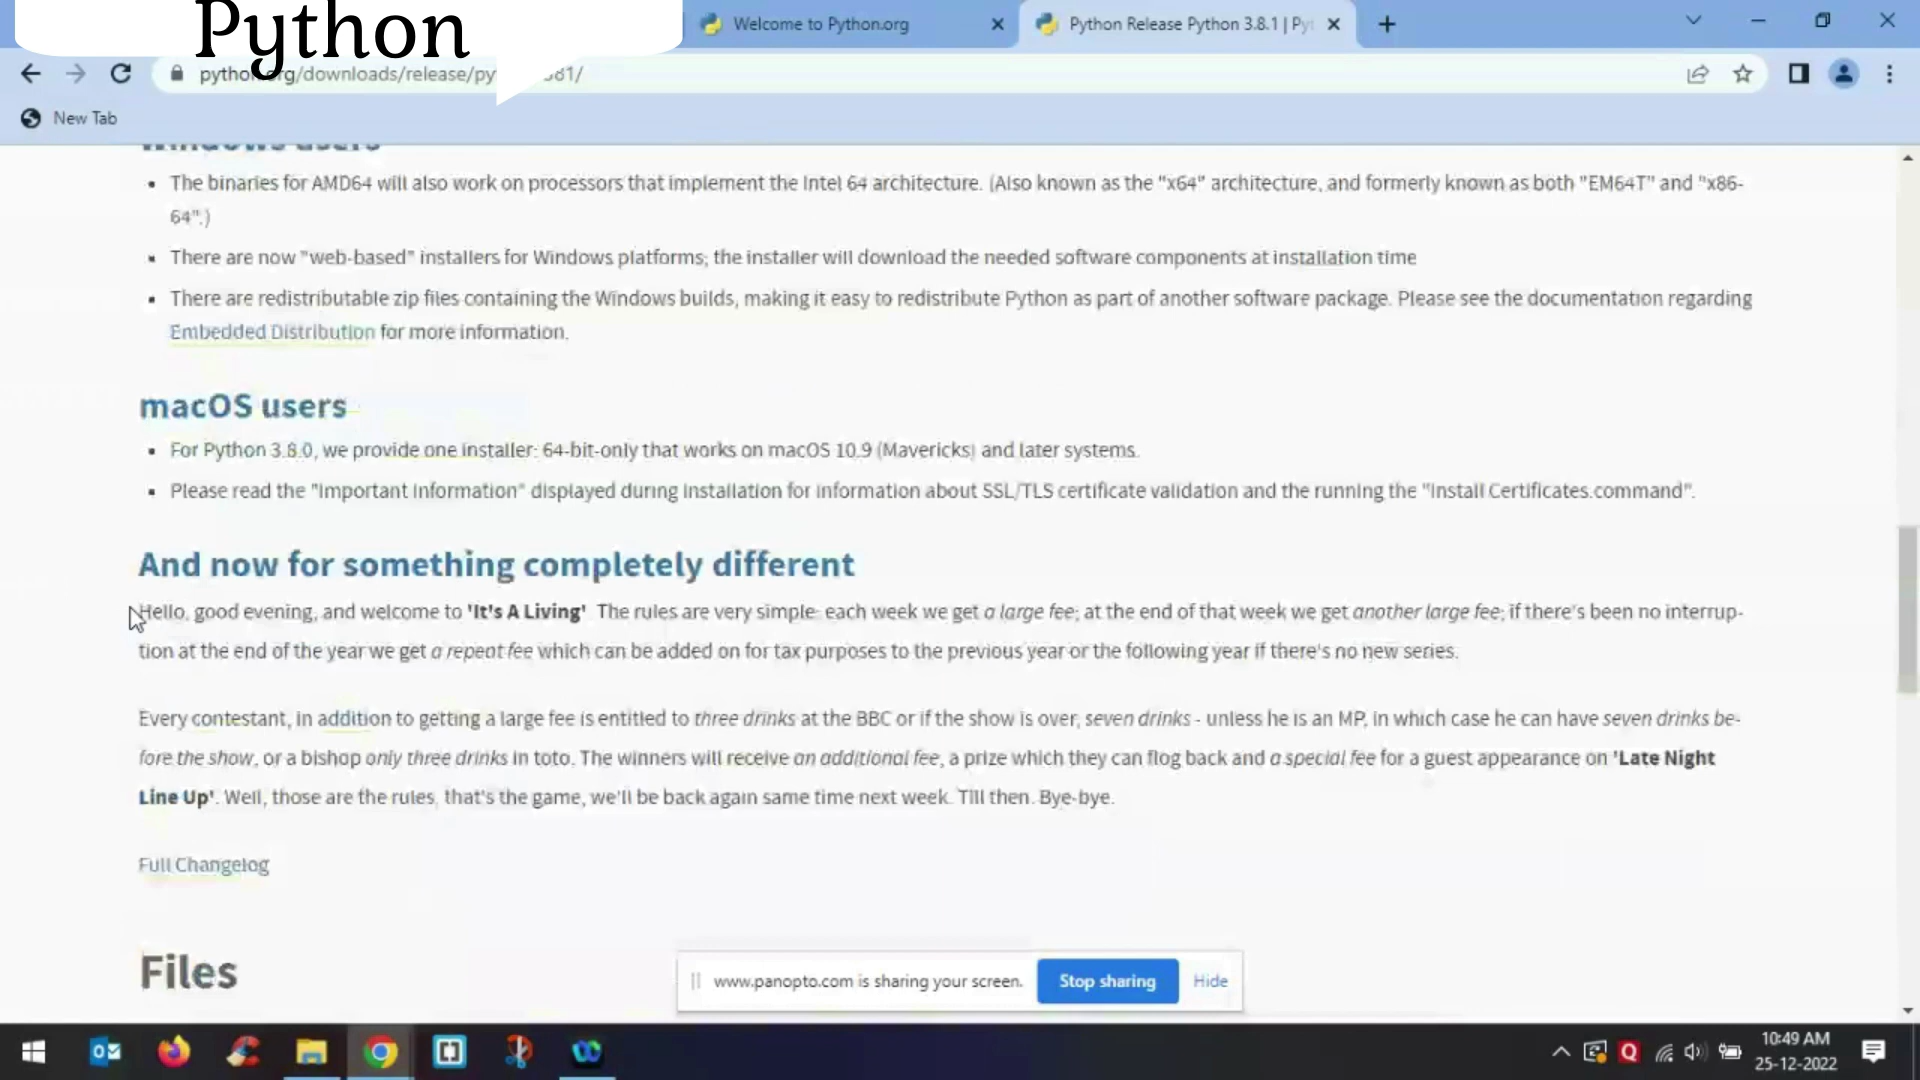 Python
Welcome to Python.org
Python Release Python 3.8.1 | Py
python.org/downloads/release/py 381/
New Tab
Windows users
The binaries for AMD64 will also work on processors that implement the Intel 64 architecture. (Also known as the "x64" architecture, and formerly known as both "EM64T" and "x86-
64".)
There are now "web-based" installers for Windows platforms; the installer will download the needed software components at installation time
There are redistributable zip files containing the Windows builds, making it easy to redistribute Python as part of another software package. Please see the documentation regarding
Embedded Distribution for more information.
macOS users
For Python 3.8.0, we provide one installer: 64-bit-only that works on macOS 10.9 (Mavericks) and later systems.
Please read the "Important Information" displayed during installation for information about SSL/TLS certificate validation and the running the "Install Certificates.command".
And now for something completely different
Hello, good evening, and welcome to 'It's A Living' The rules are very simple: each week we get a large fee; at the end of that week we get another large fee; if there's been no interrup-
tion at the end of the year we get a repeat fee which can be added on for tax purposes to the previous year or the following year if there's no new series.
Every contestant, in addition to getting a large fee is entitled to three drinks at the BBC or if the show is over, seven drinks - unless he is an MP, in which case he can have seven drinks be-
fore the show, or a bishop only three drinks in toto. The winners will receive an additional fee, a prize which they can flog back and a special fee for a guest appearance on 'Late Night
Line Up'. Well, those are the rules, that's the game, we'll be back again same time next week. Till then. Bye-bye.
Full Changelog
Files
www.panopto.com is sharing your screen. Stop sharing Hide
10:49 AM
25-12-2022